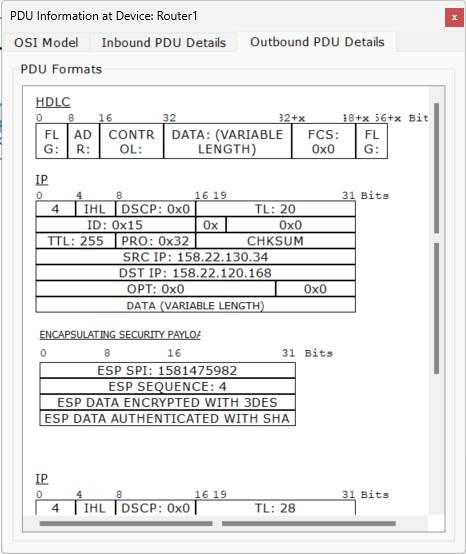 PDU Information at Device: Router1
x
OSI Model Inbound PDU Details Outbound PDU Details
PDU Formats
HDLC
0 8 16 32 32+x 48+x 56+x Bit
FL AD CONTR DATA: (VARIABLE FCS: FL
G: R: OL: LENGTH) 0x0 G:
IP
0 4 8 16 19 31 Bits
4 IHL DSCP: 0x0 TL: 20
ID: 0x15 0x 0x0
TTL: 255 PRO: 0x32 CHKSUM
SRC IP: 158.22.130.34
DST IP: 158.22.120.168
OPT: 0x0 0x0
DATA (VARIABLE LENGTH)
ENCAPSULATING SECURITY PAYLOA
0 8 16 31 Bits
ESP SPI: 1581475982
ESP SEQUENCE: 4
ESP DATA ENCRYPTED WITH 3DES
ESP DATA AUTHENTICATED WITH SHA
IP
0 4 8 16 19 31 Bits
4 IHL DSCP: 0x0 TL: 28